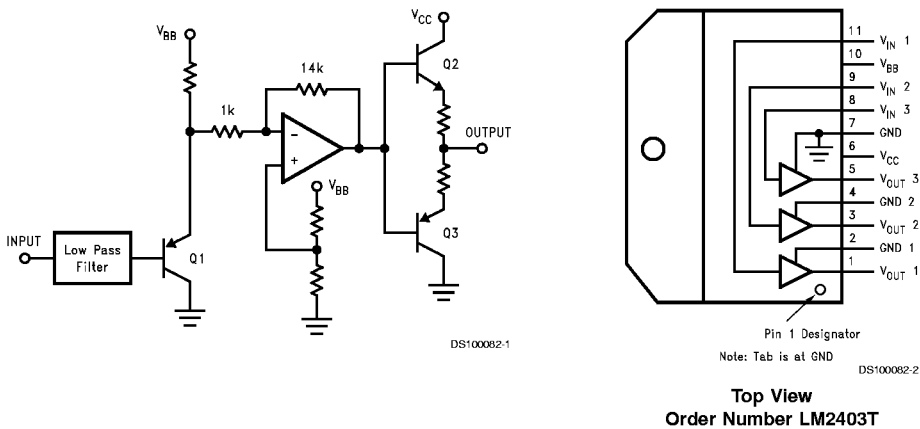 V_BB
V_CC
14k
1k
Q2
OUTPUT
V_BB
INPUT
Low Pass
Filter
Q1
Q3
DS100082-1
11 V_IN 1
10 V_BB
9 V_IN 2
8 V_IN 3
7 GND
6 V_CC
5 V_OUT 3
4 GND 2
3 V_OUT 2
2 GND 1
1 V_OUT 1
Pin 1 Designator
Note: Tab is at GND
DS100082-2
Top View
Order Number LM2403T